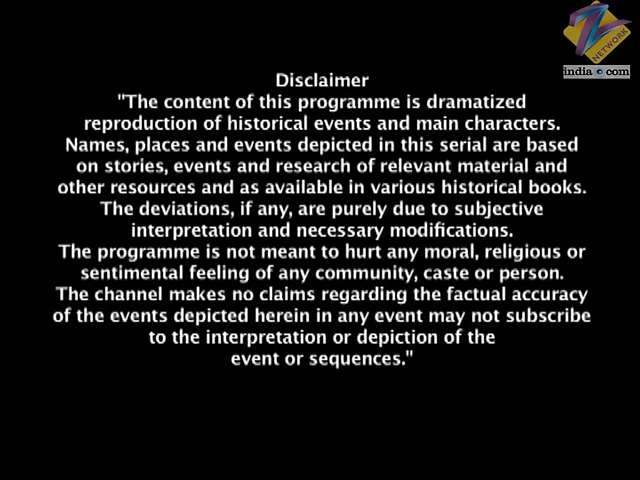 Z
NETWORK
india.com
Disclaimer
"The content of this programme is dramatized
reproduction of historical events and main characters.
Names, places and events depicted in this serial are based
on stories, events and research of relevant material and
other resources and as available in various historical books.
The deviations, if any, are purely due to subjective
interpretation and necessary modifications.
The programme is not meant to hurt any moral, religious or
sentimental feeling of any community, caste or person.
The channel makes no claims regarding the factual accuracy
of the events depicted herein in any event may not subscribe
to the interpretation or depiction of the
event or sequences."